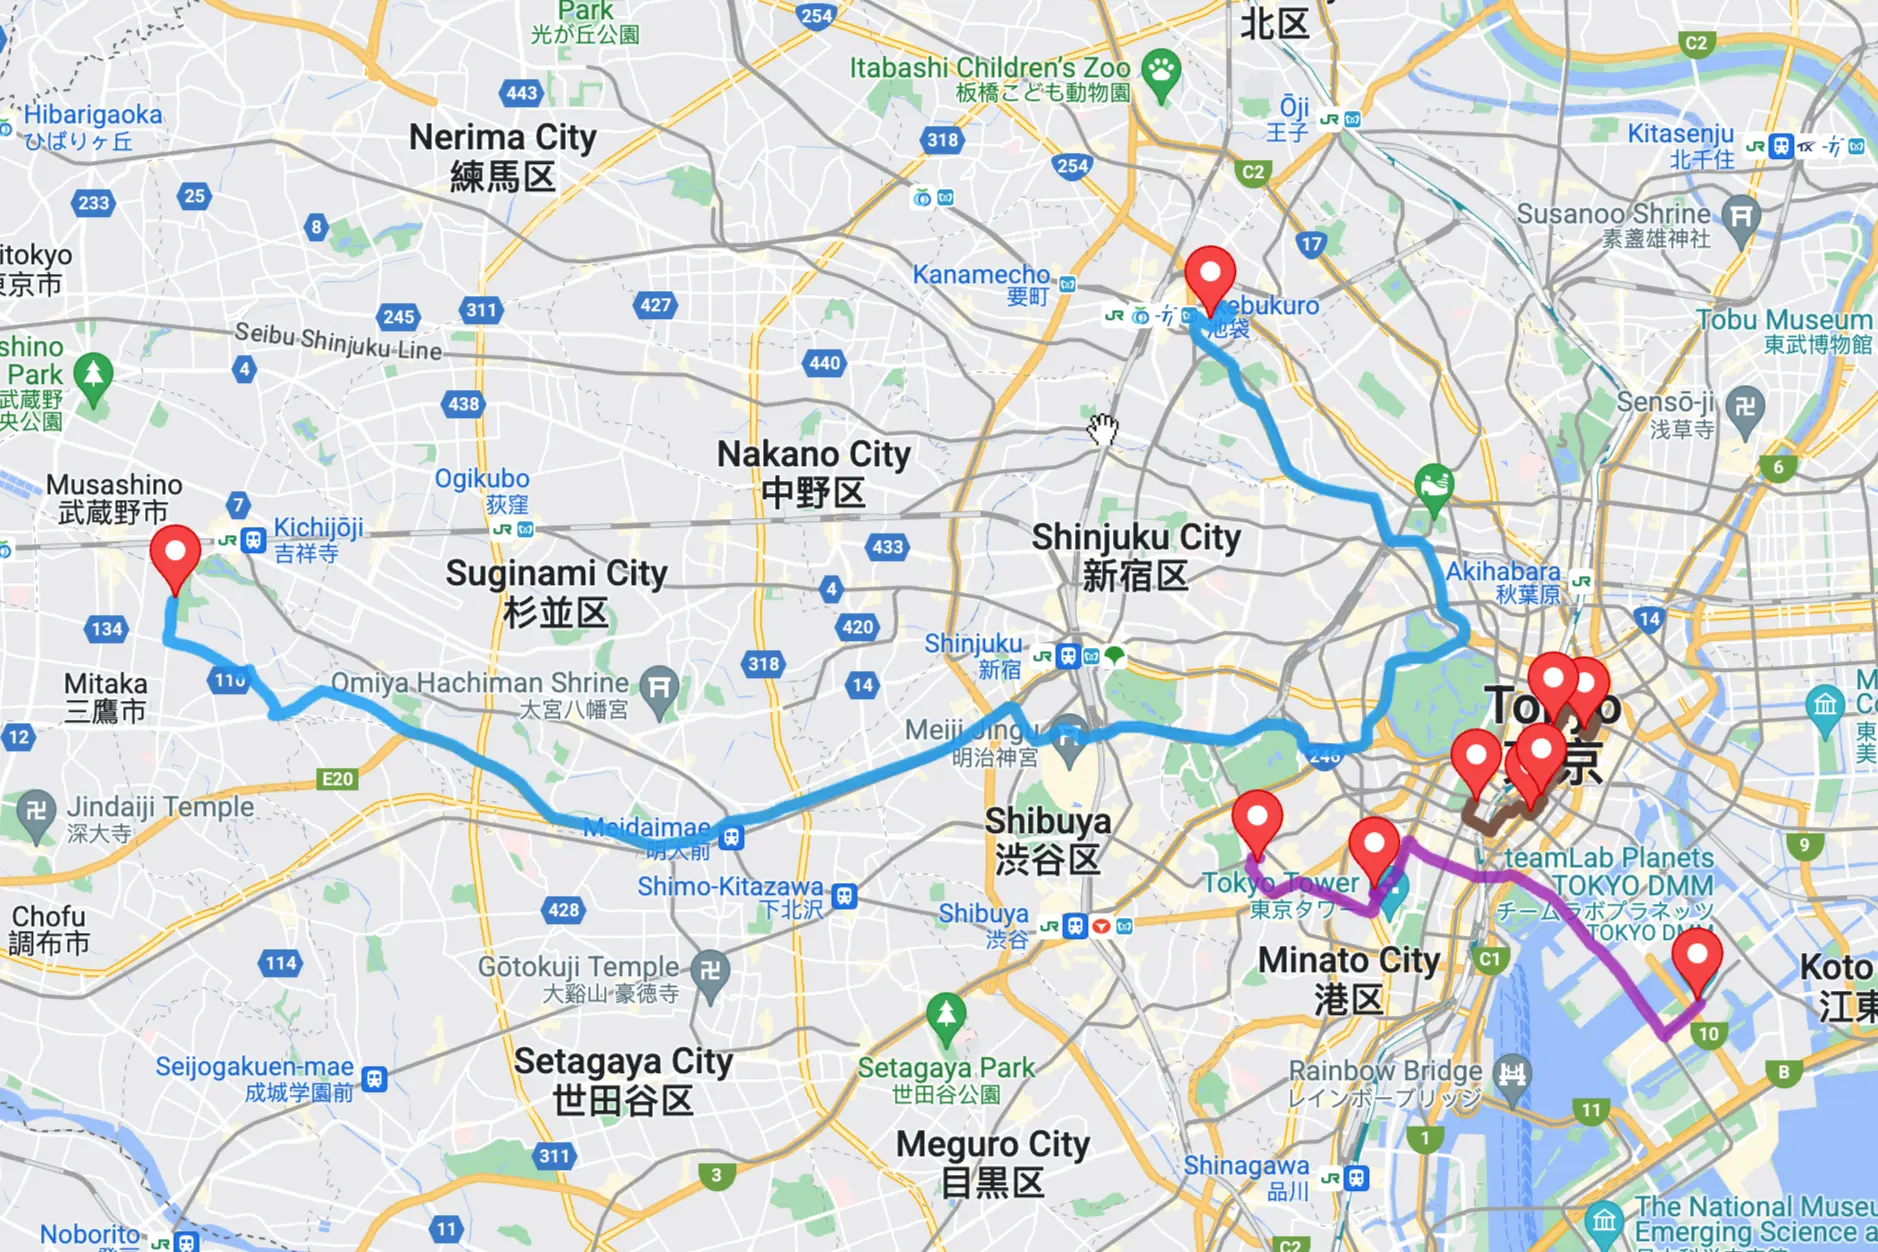 Park
光が丘公園
254
北区
C2
Itabashi Children's Zoo
板橋こども動物園
443
Hibarigaoka
ひばりヶ丘
Nerima City
練馬区
318
254
Ōji
王子
JR
C2
Kitasenju
北千住
JR
233
25
8
17
Susanoo Shrine
素盞雄神社
itokyo
東京市
Kanamecho
要町
245
311
427
JR
kebukuro
池袋
Tobu Museum
東武博物館
Seibu Shinjuku Line
shino
Park
武蔵野
央公園
4
440
438
Sensō-ji
浅草寺
6
Nakano City
中野区
Musashino
武蔵野市
7
Ogikubo
荻窪
JR
JR
Kichijōji
吉祥寺
433
Shinjuku City
新宿区
Suginami City
杉並区
4
Akihabara
秋葉原
JR
14
134
420
Shinjuku
新宿
JR
318
14
110
Mitaka
三鷹市
Omiya Hachiman Shrine
大宮八幡宮
12
Meiji Jingu
明治神宮
246
京
E20
Jindaiji Temple
深大寺
Meidaimae
明大前
Shibuya
渋谷区
9
teamLab Planets
TOKYO DMM
チームラボプラネッツ
TOKYO DMM
Shimo-Kitazawa
下北沢
Tokyo Tower
東京タワー
428
Chofu
調布市
Shibuya
渋谷
JR
114
Gōtokuji Temple
大谿山 豪徳寺
Minato City
港区
C1
Koto
江東
10
Setagaya City
世田谷区
Setagaya Park
世田谷公園
Seijogakuen-mae
成城学園前
Rainbow Bridge
レインボーブリッジ
B
11
1
311
3
Meguro City
目黒区
Shinagawa
品川
JR
11
Noborito
JR
C2
The National Museu
Emerging Science a